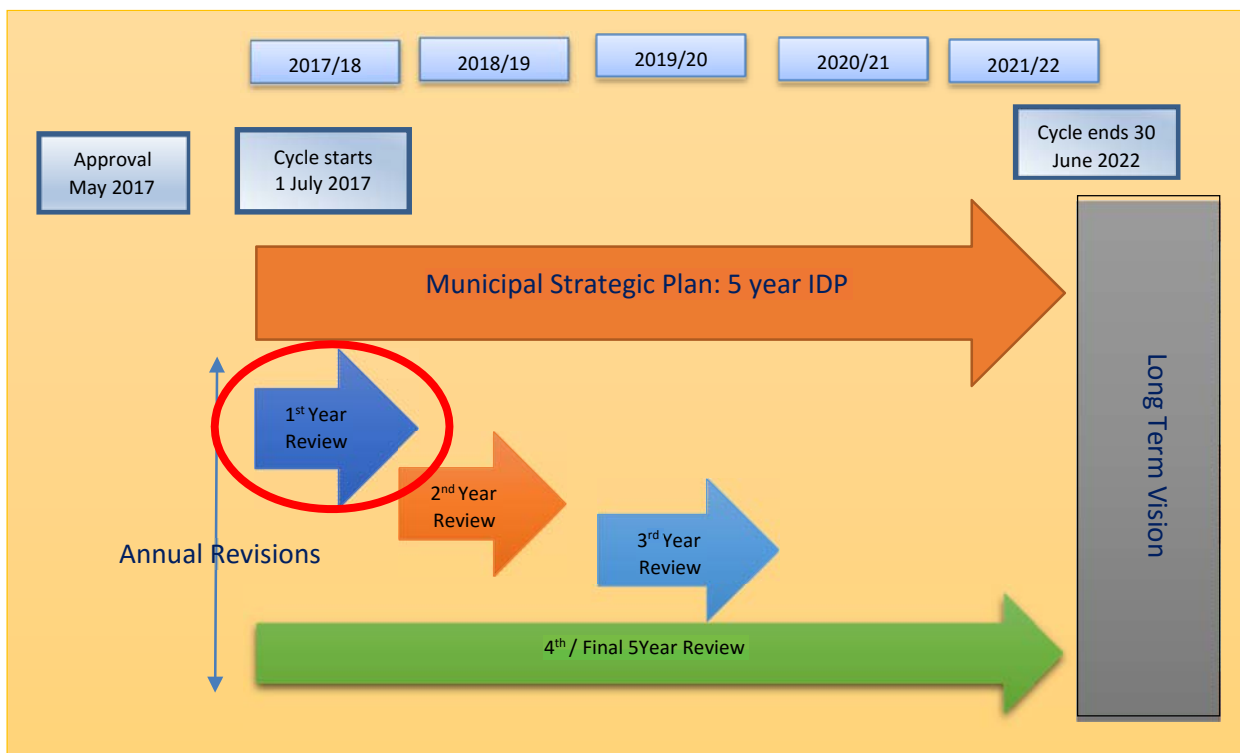 2017/18
2018/19
2019/20
2020/21
2021/22
Approval
May 2017
Cycle starts
1 July 2017
Cycle ends 30
June 2022
Municipal Strategic Plan: 5 year IDP
1st Year
Review
2nd Year
Review
3rd Year
Review
Annual Revisions
4th / Final 5Year Review
Long Term Vision